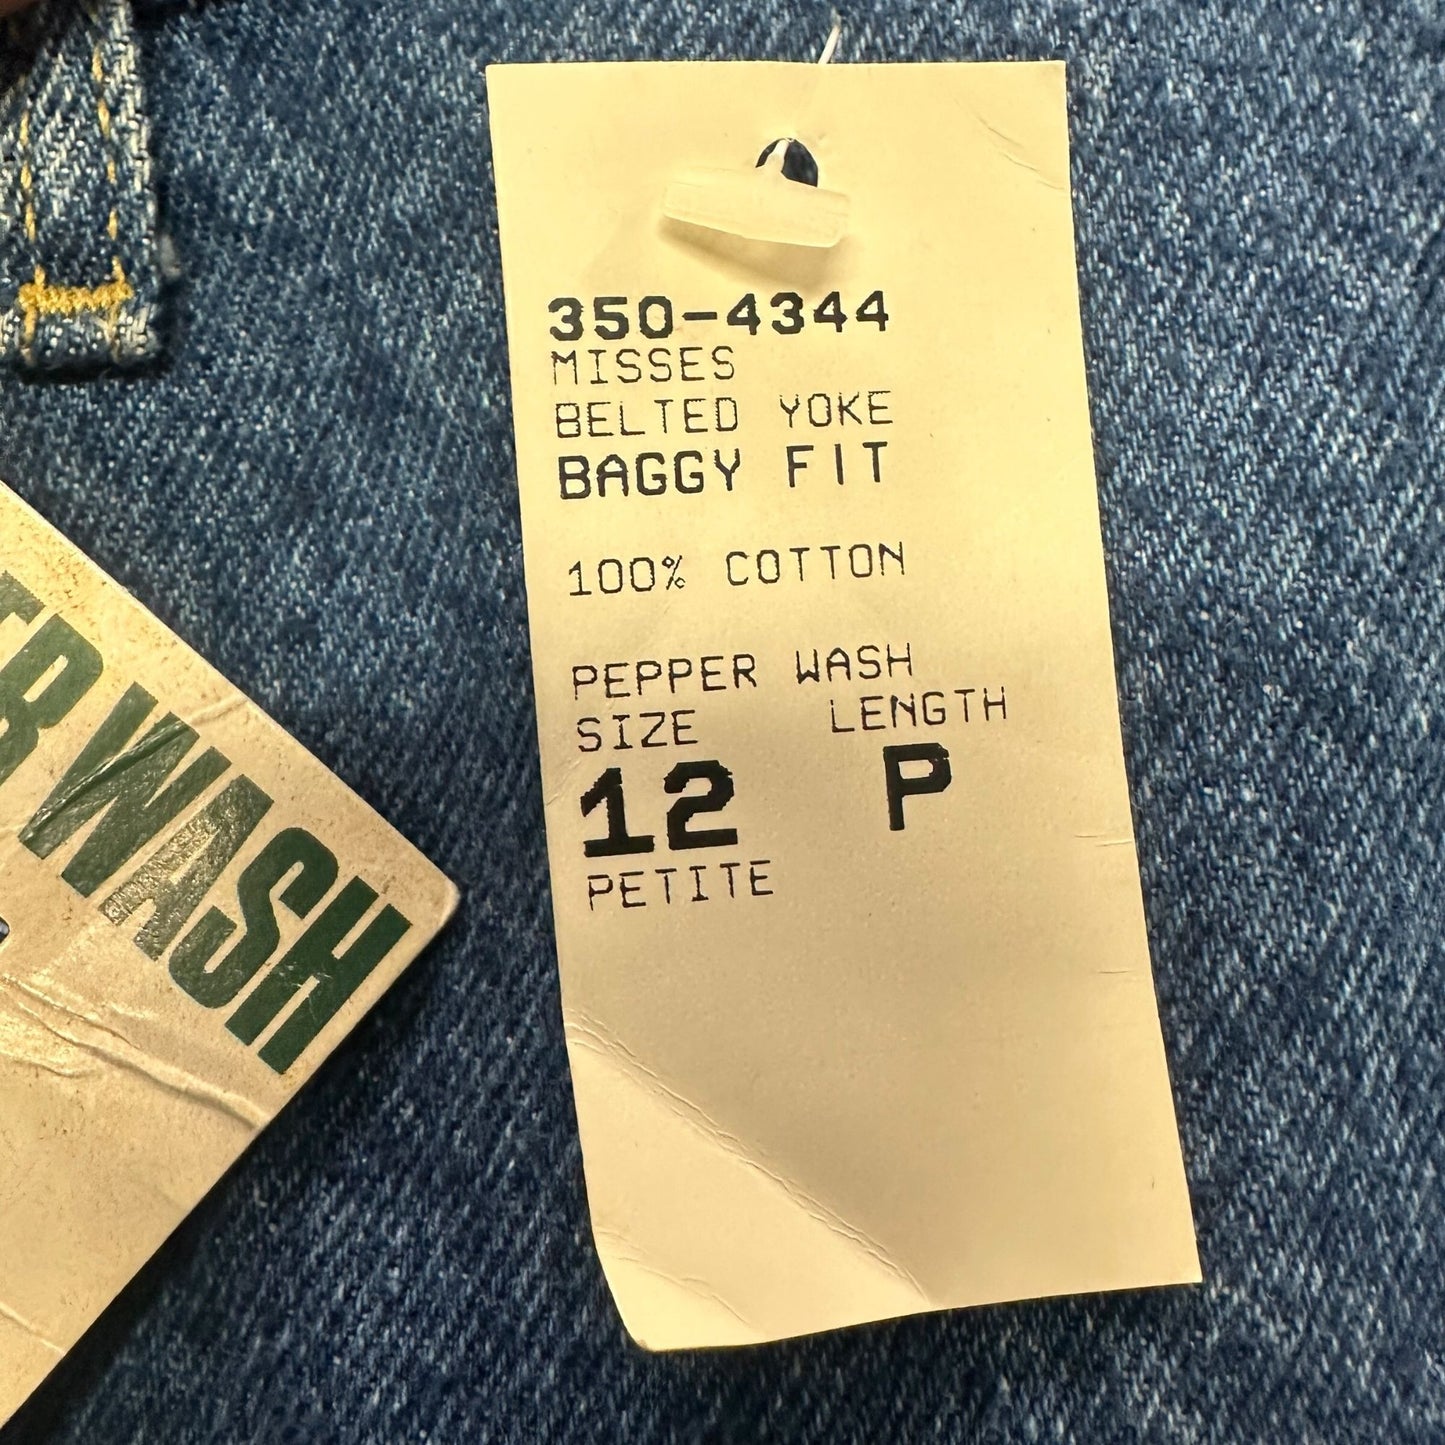 350-4344
MISSES
BELTED YOKE
BAGGY FIT
100% COTTON
PEPPER WASH
SIZE LENGTH
12 P
PETITE
WASH